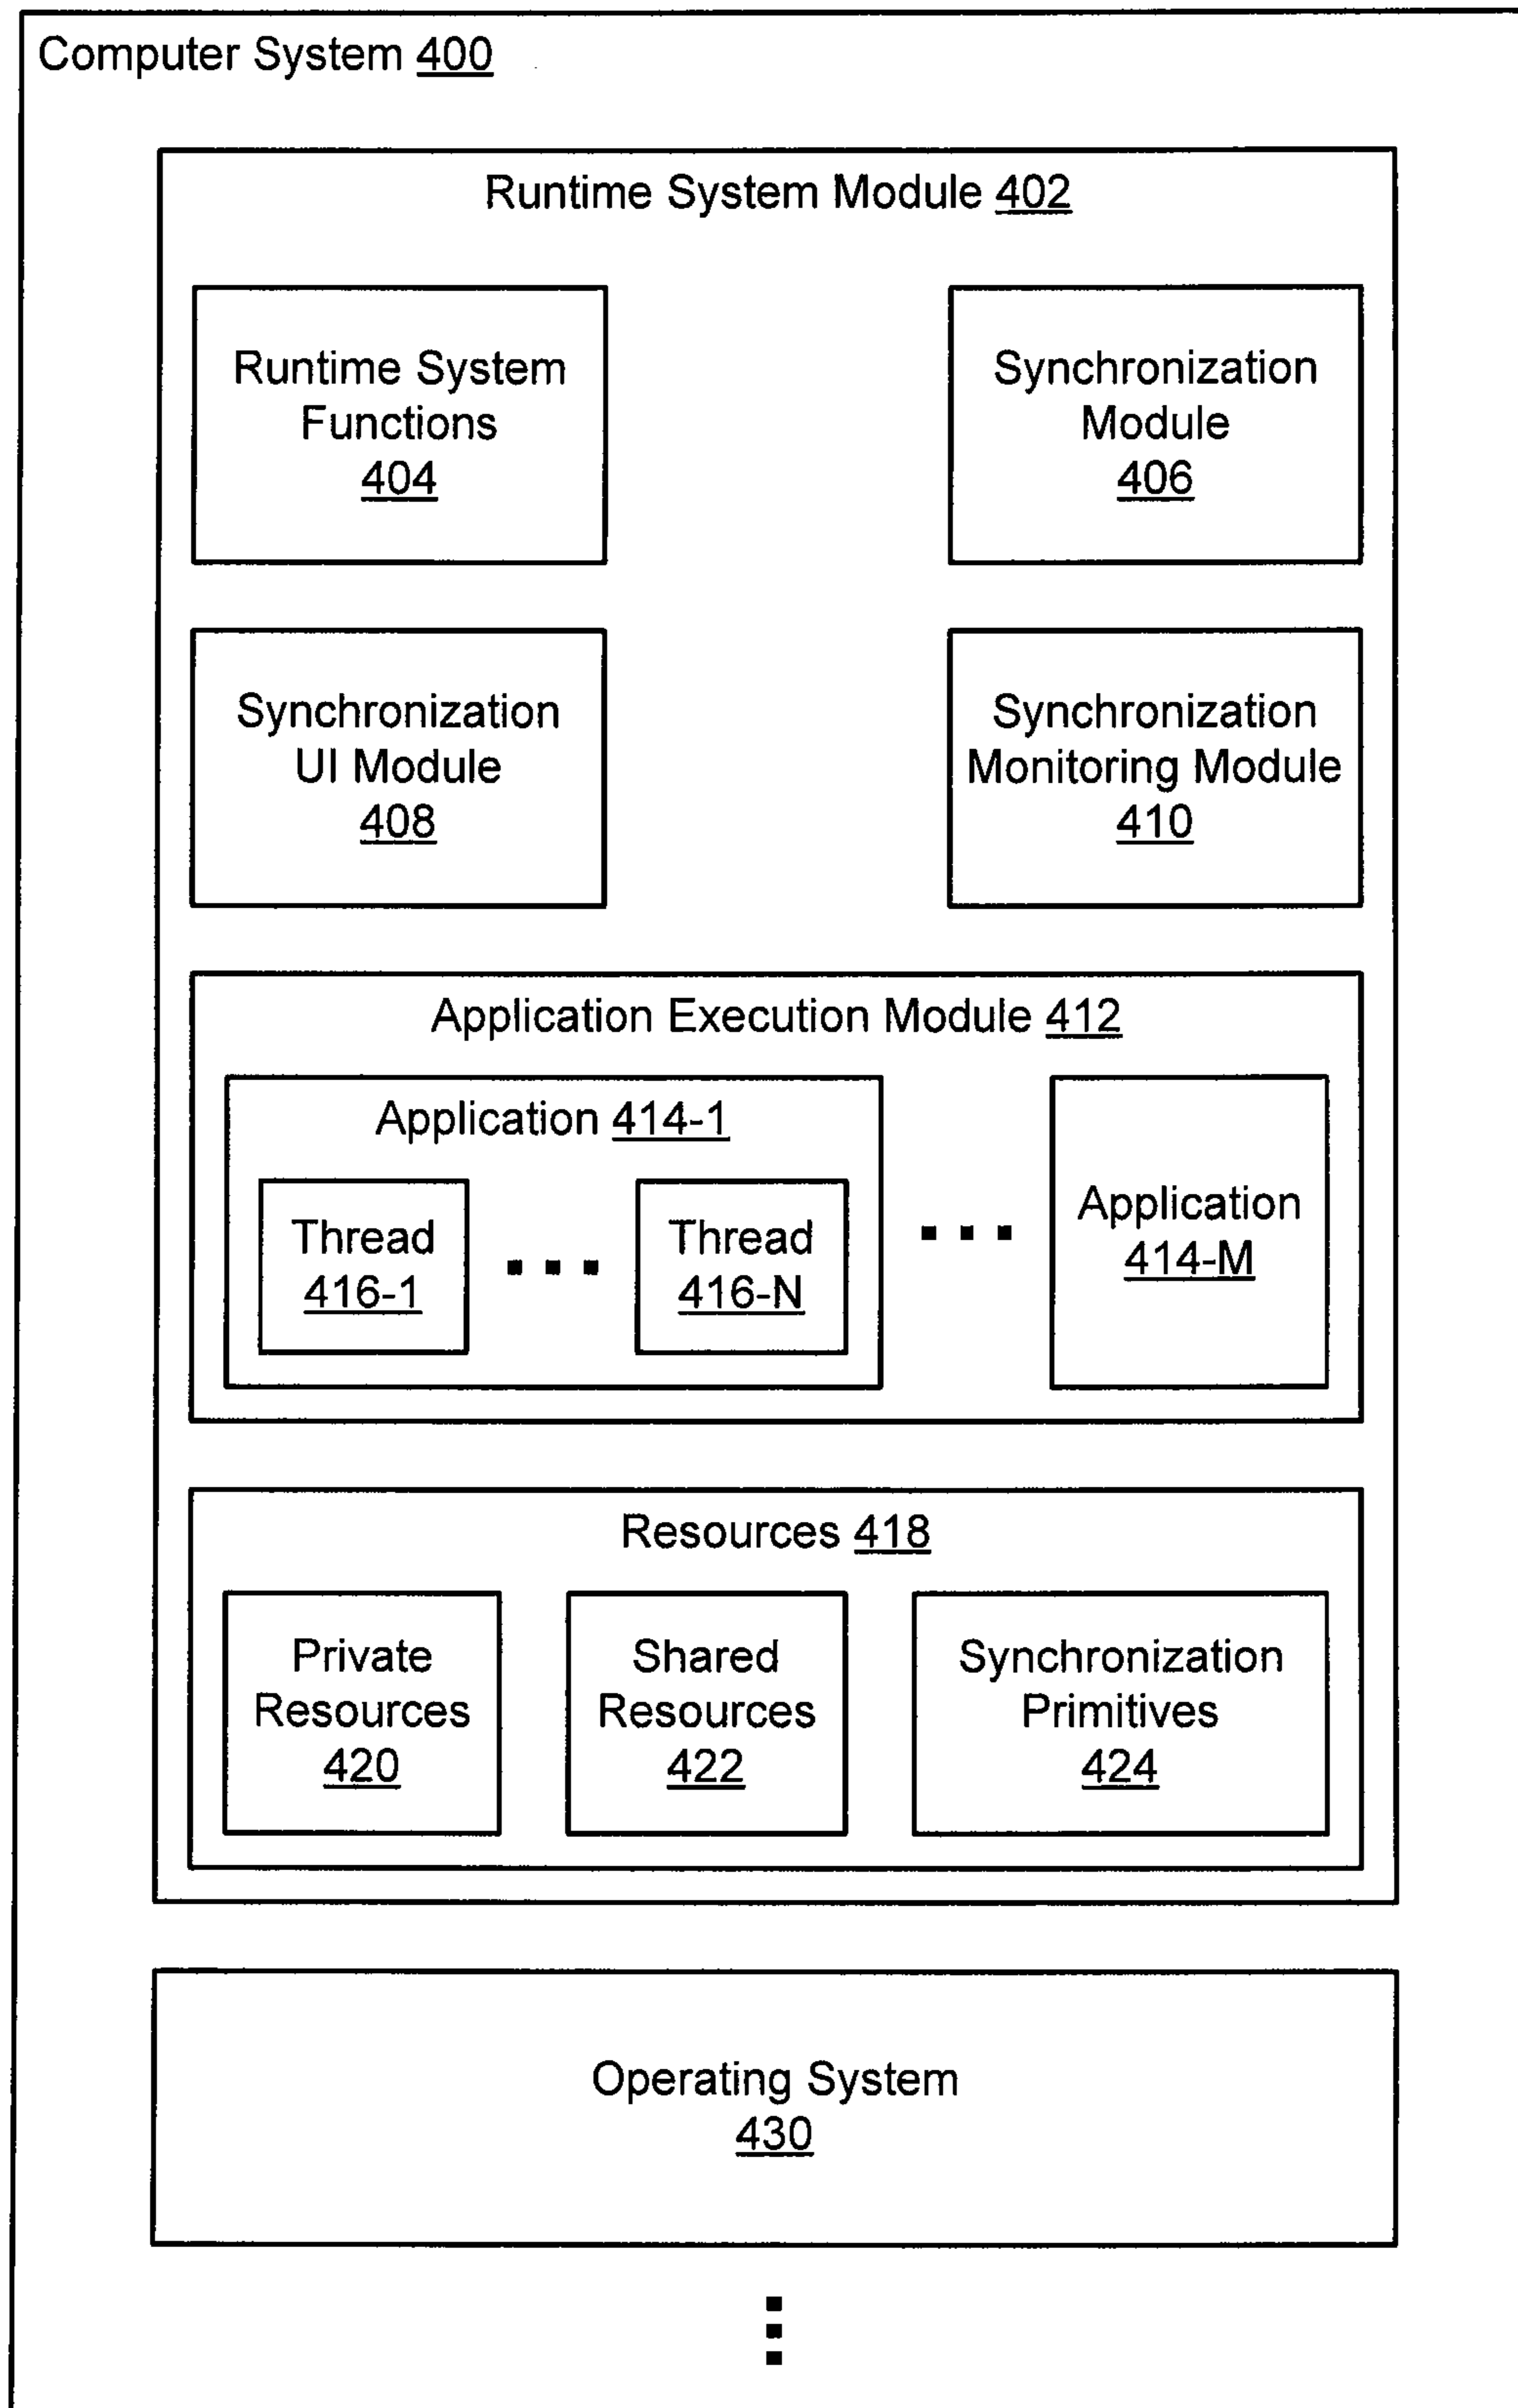 Computer System 400
Runtime System Module 402
Runtime System
Functions
404
Synchronization
Module
406
Synchronization
UI Module
408
Synchronization
Monitoring Module
410
Application Execution Module 412
Application 414-1
Thread
416-1
Thread
416-N
Application
414-M
Resources 418
Private
Resources
420
Shared
Resources
422
Synchronization
Primitives
424
Operating System
430